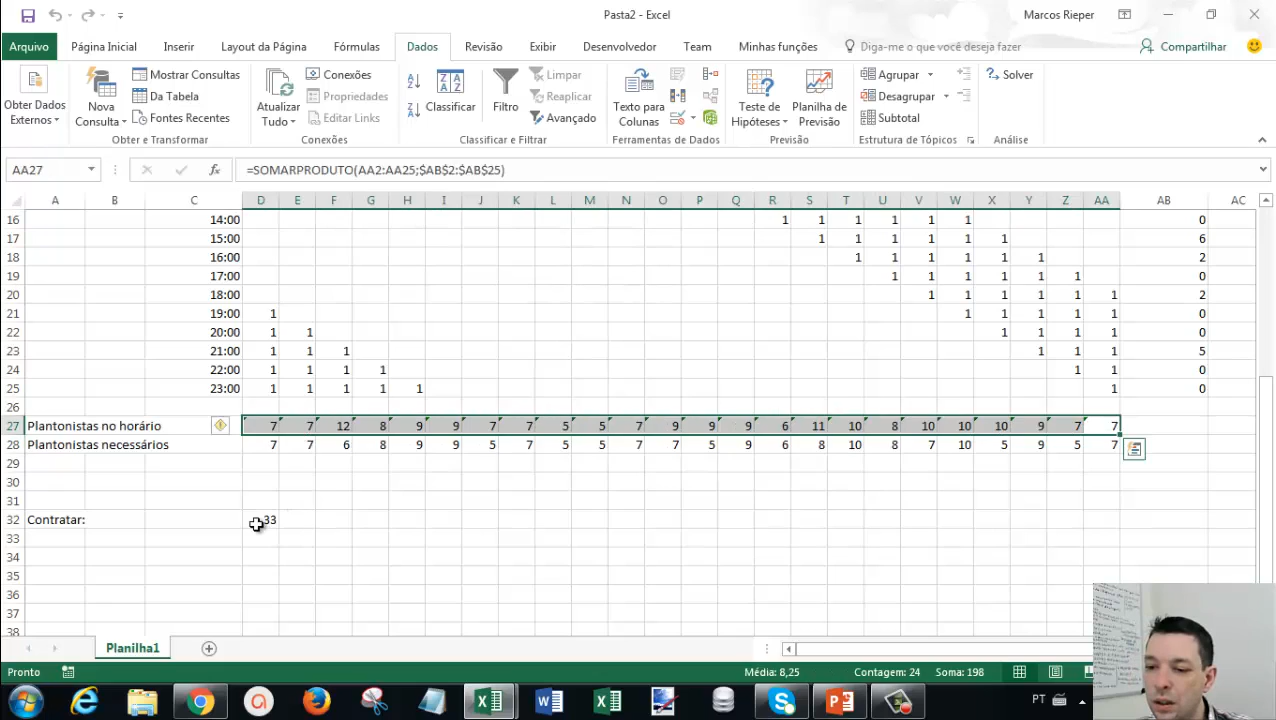 Pasta2 - Excel
Marcos Rieper
Arquivo Página Inicial Inserir Layout da Página Fórmulas Dados Revisão Exibir Desenvolvedor Team Minhas funções Diga-me o que você deseja fazer Compartilhar
Obter Dados Externos
Nova Consulta
Mostrar Consultas
Da Tabela
Fontes Recentes
Atualizar Tudo
Conexões
Propriedades
Editar Links
Classificar
Filtro
Limpar
Reaplicar
Avançado
Texto para Colunas
Teste de Hipóteses
Planilha de Previsão
Agrupar
Desagrupar
Subtotal
Solver
Obter e Transformar Conexões Classificar e Filtrar Ferramentas de Dados Previsão Estrutura de Tópicos Análise
AA27 fx =SOMARPRODUTO(AA2:AA25;$AB$2:$AB$25)
A B C D E F G H I J K L M N O P Q R S T U V W X Y Z AA AB AC
16 14:00 1 1 1 1 1 1 0
17 15:00 1 1 1 1 1 1 6
18 16:00 1 1 1 1 1 1 2
19 17:00 1 1 1 1 1 1 0
20 18:00 1 1 1 1 1 1 2
21 19:00 1 1 1 1 1 1 0
22 20:00 1 1 1 1 1 1 0
23 21:00 1 1 1 1 1 1 5
24 22:00 1 1 1 1 1 1 0
25 23:00 1 1 1 1 1 1 0
26
27 Plantonistas no horário 7 7 12 8 9 9 7 7 5 5 7 9 9 9 6 11 10 8 10 10 10 9 7 7
28 Plantonistas necessários 7 7 6 8 9 9 5 7 5 5 7 7 5 9 6 8 10 8 7 10 5 9 5 7
29
30
31
32 Contratar: 33
33
34
35
36
37
38
Planilha1
Pronto Média: 8,25 Contagem: 24 Soma: 198
PT